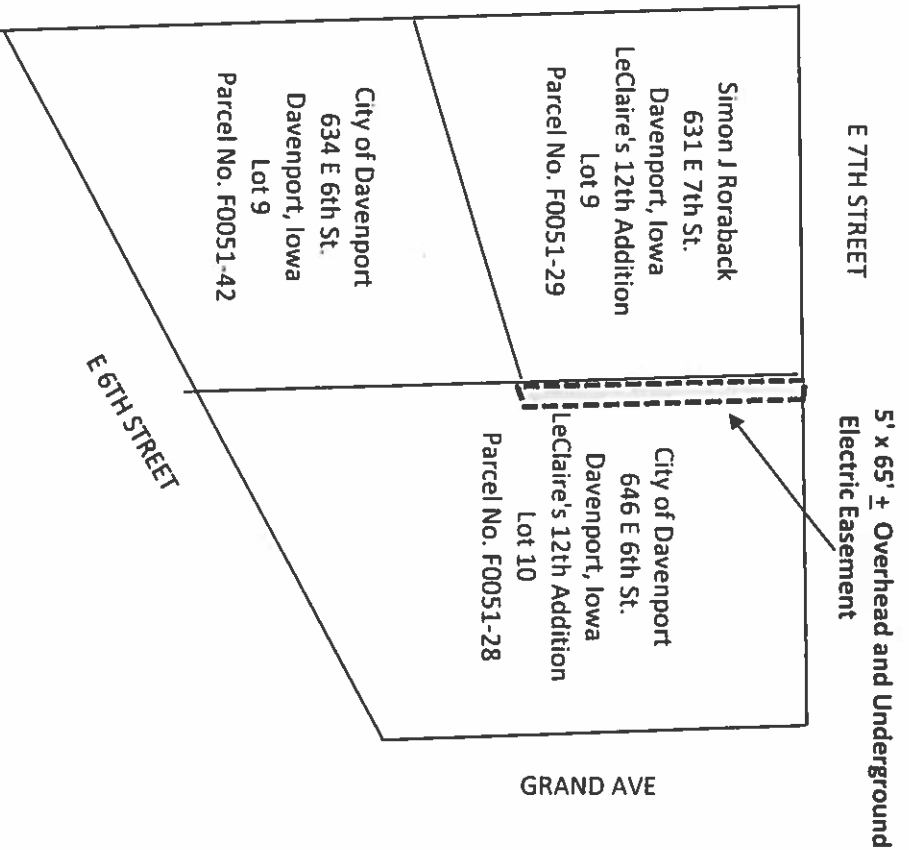 E 7TH STREET
5' x 65' ± Overhead and Underground
Electric Easement
Simon J Roraback
631 E 7th St.
Davenport, Iowa
LeClaire's 12th Addition
Lot 9
Parcel No. F0051-29
City of Davenport
634 E 6th St.
Davenport, Iowa
Lot 9
Parcel No. F0051-42
City of Davenport
646 E 6th St.
Davenport, Iowa
LeClaire's 12th Addition
Lot 10
Parcel No. F0051-28
E 6TH STREET
GRAND AVE